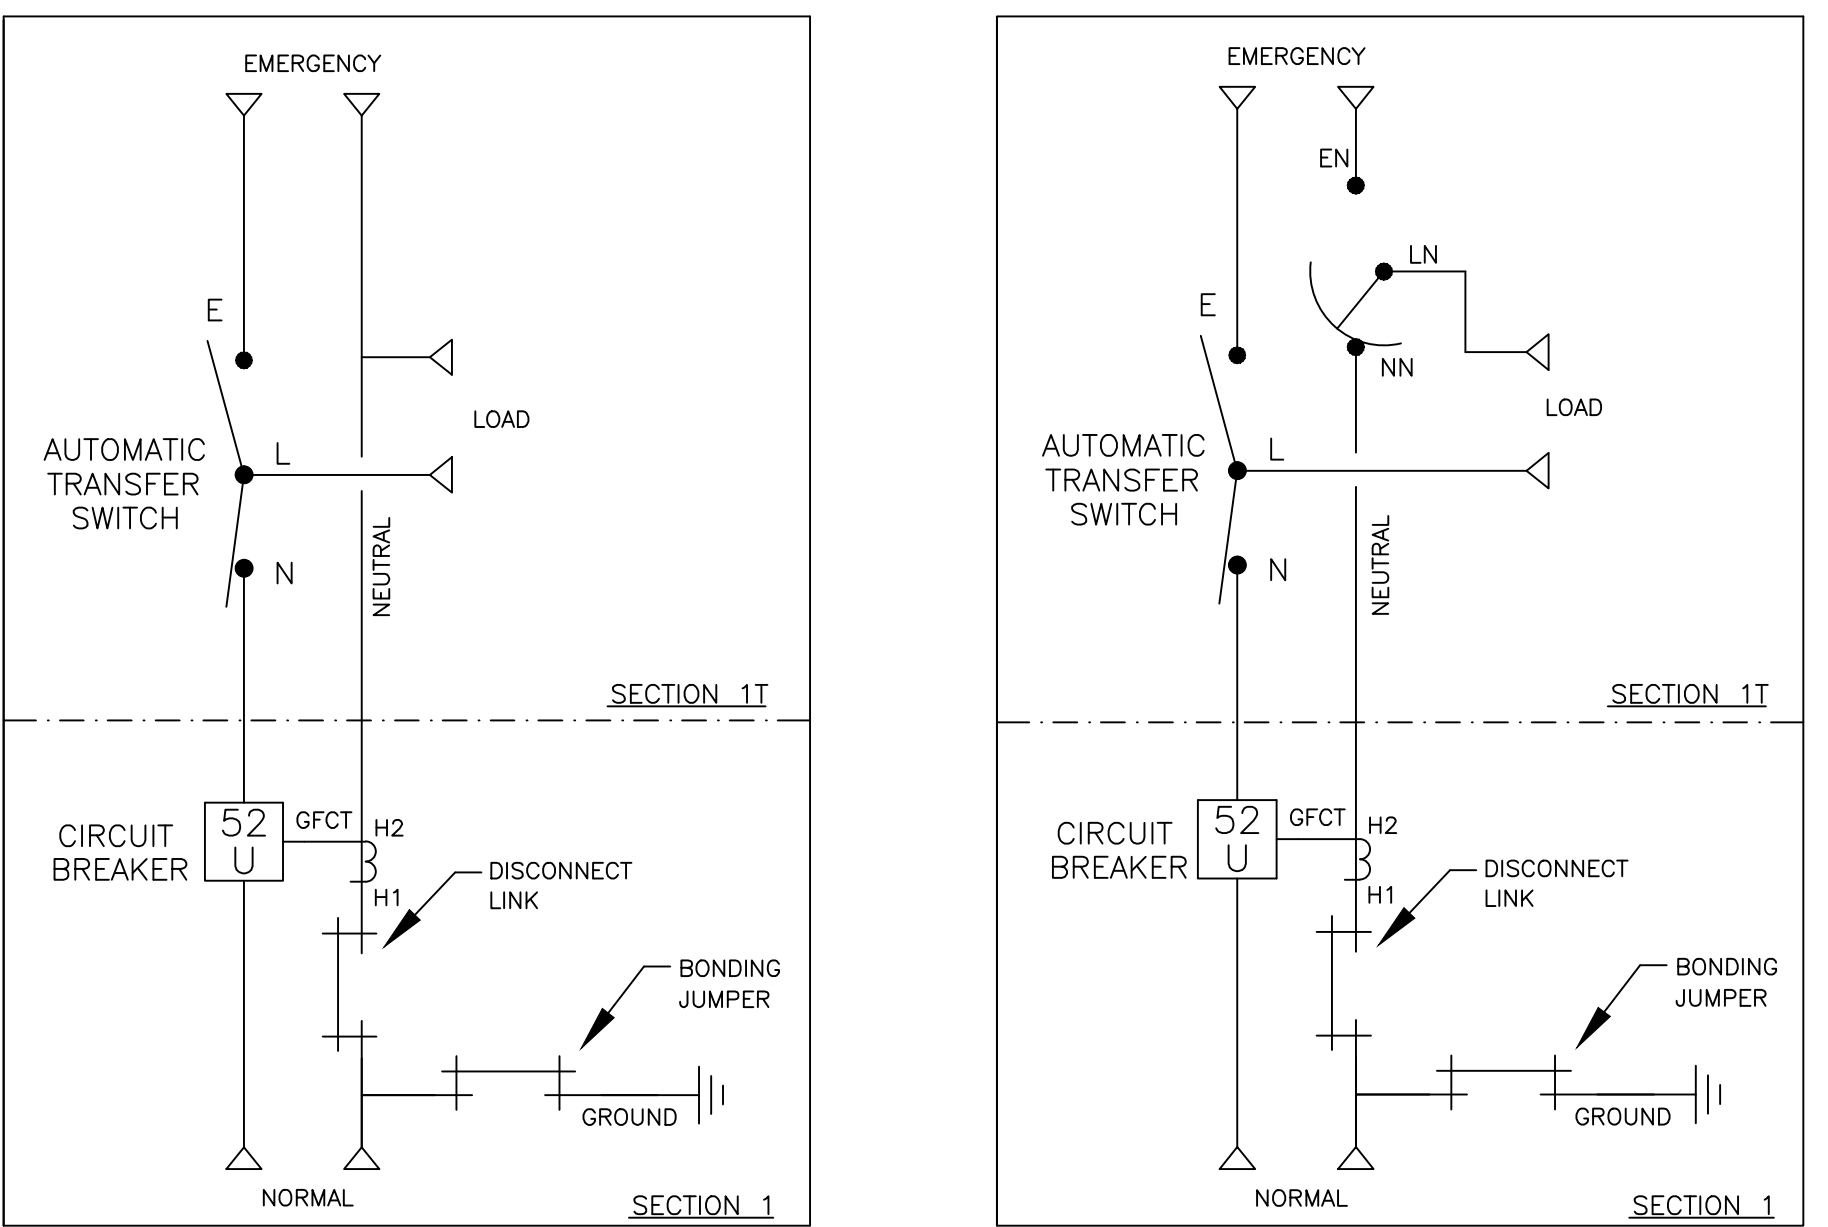 EMERGENCY
E
LOAD
AUTOMATIC
TRANSFER
SWITCH
L
N
NEUTRAL
SECTION 1T
CIRCUIT
BREAKER
52
U
GFCT
H2
H1
DISCONNECT
LINK
BONDING
JUMPER
GROUND
NORMAL
SECTION 1
EMERGENCY
EN
LN
E
NN
LOAD
AUTOMATIC
TRANSFER
SWITCH
L
N
NEUTRAL
SECTION 1T
CIRCUIT
BREAKER
52
U
GFCT
H2
H1
DISCONNECT
LINK
BONDING
JUMPER
GROUND
NORMAL
SECTION 1